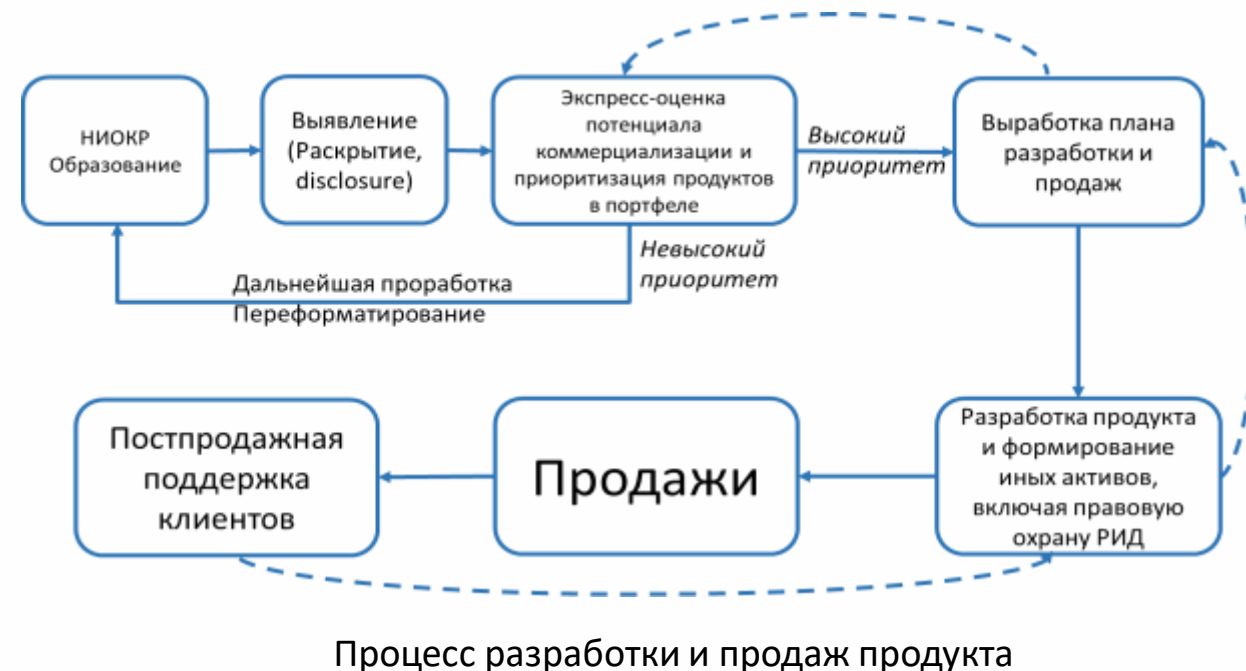 НИОКР
Образование
Выявление
(Раскрытие,
disclosure)
Экспресс-оценка
потенциала
коммерциализации и
приоритизация продуктов
в портфеле
Высокий
приоритет
Выработка плана
разработки и
продаж
Невысокий
приоритет
Дальнейшая проработка
Переформатирование
Постпродажная
поддержка
клиентов
Продажи
Разработка продукта
и формирование
иных активов,
включая правовую
охрану РИД
Процесс разработки и продаж продукта